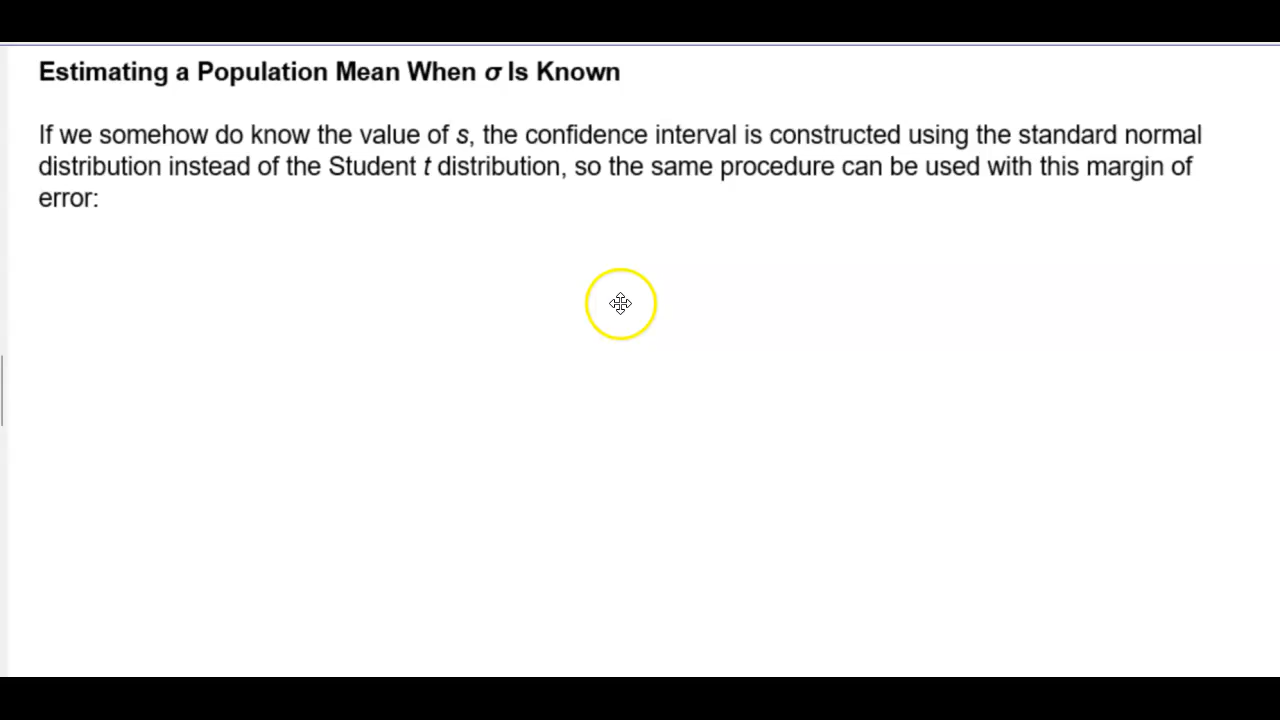 Estimating a Population Mean When σ Is Known
If we somehow do know the value of s, the confidence interval is constructed using the standard normal
distribution instead of the Student t distribution, so the same procedure can be used with this margin of
error: